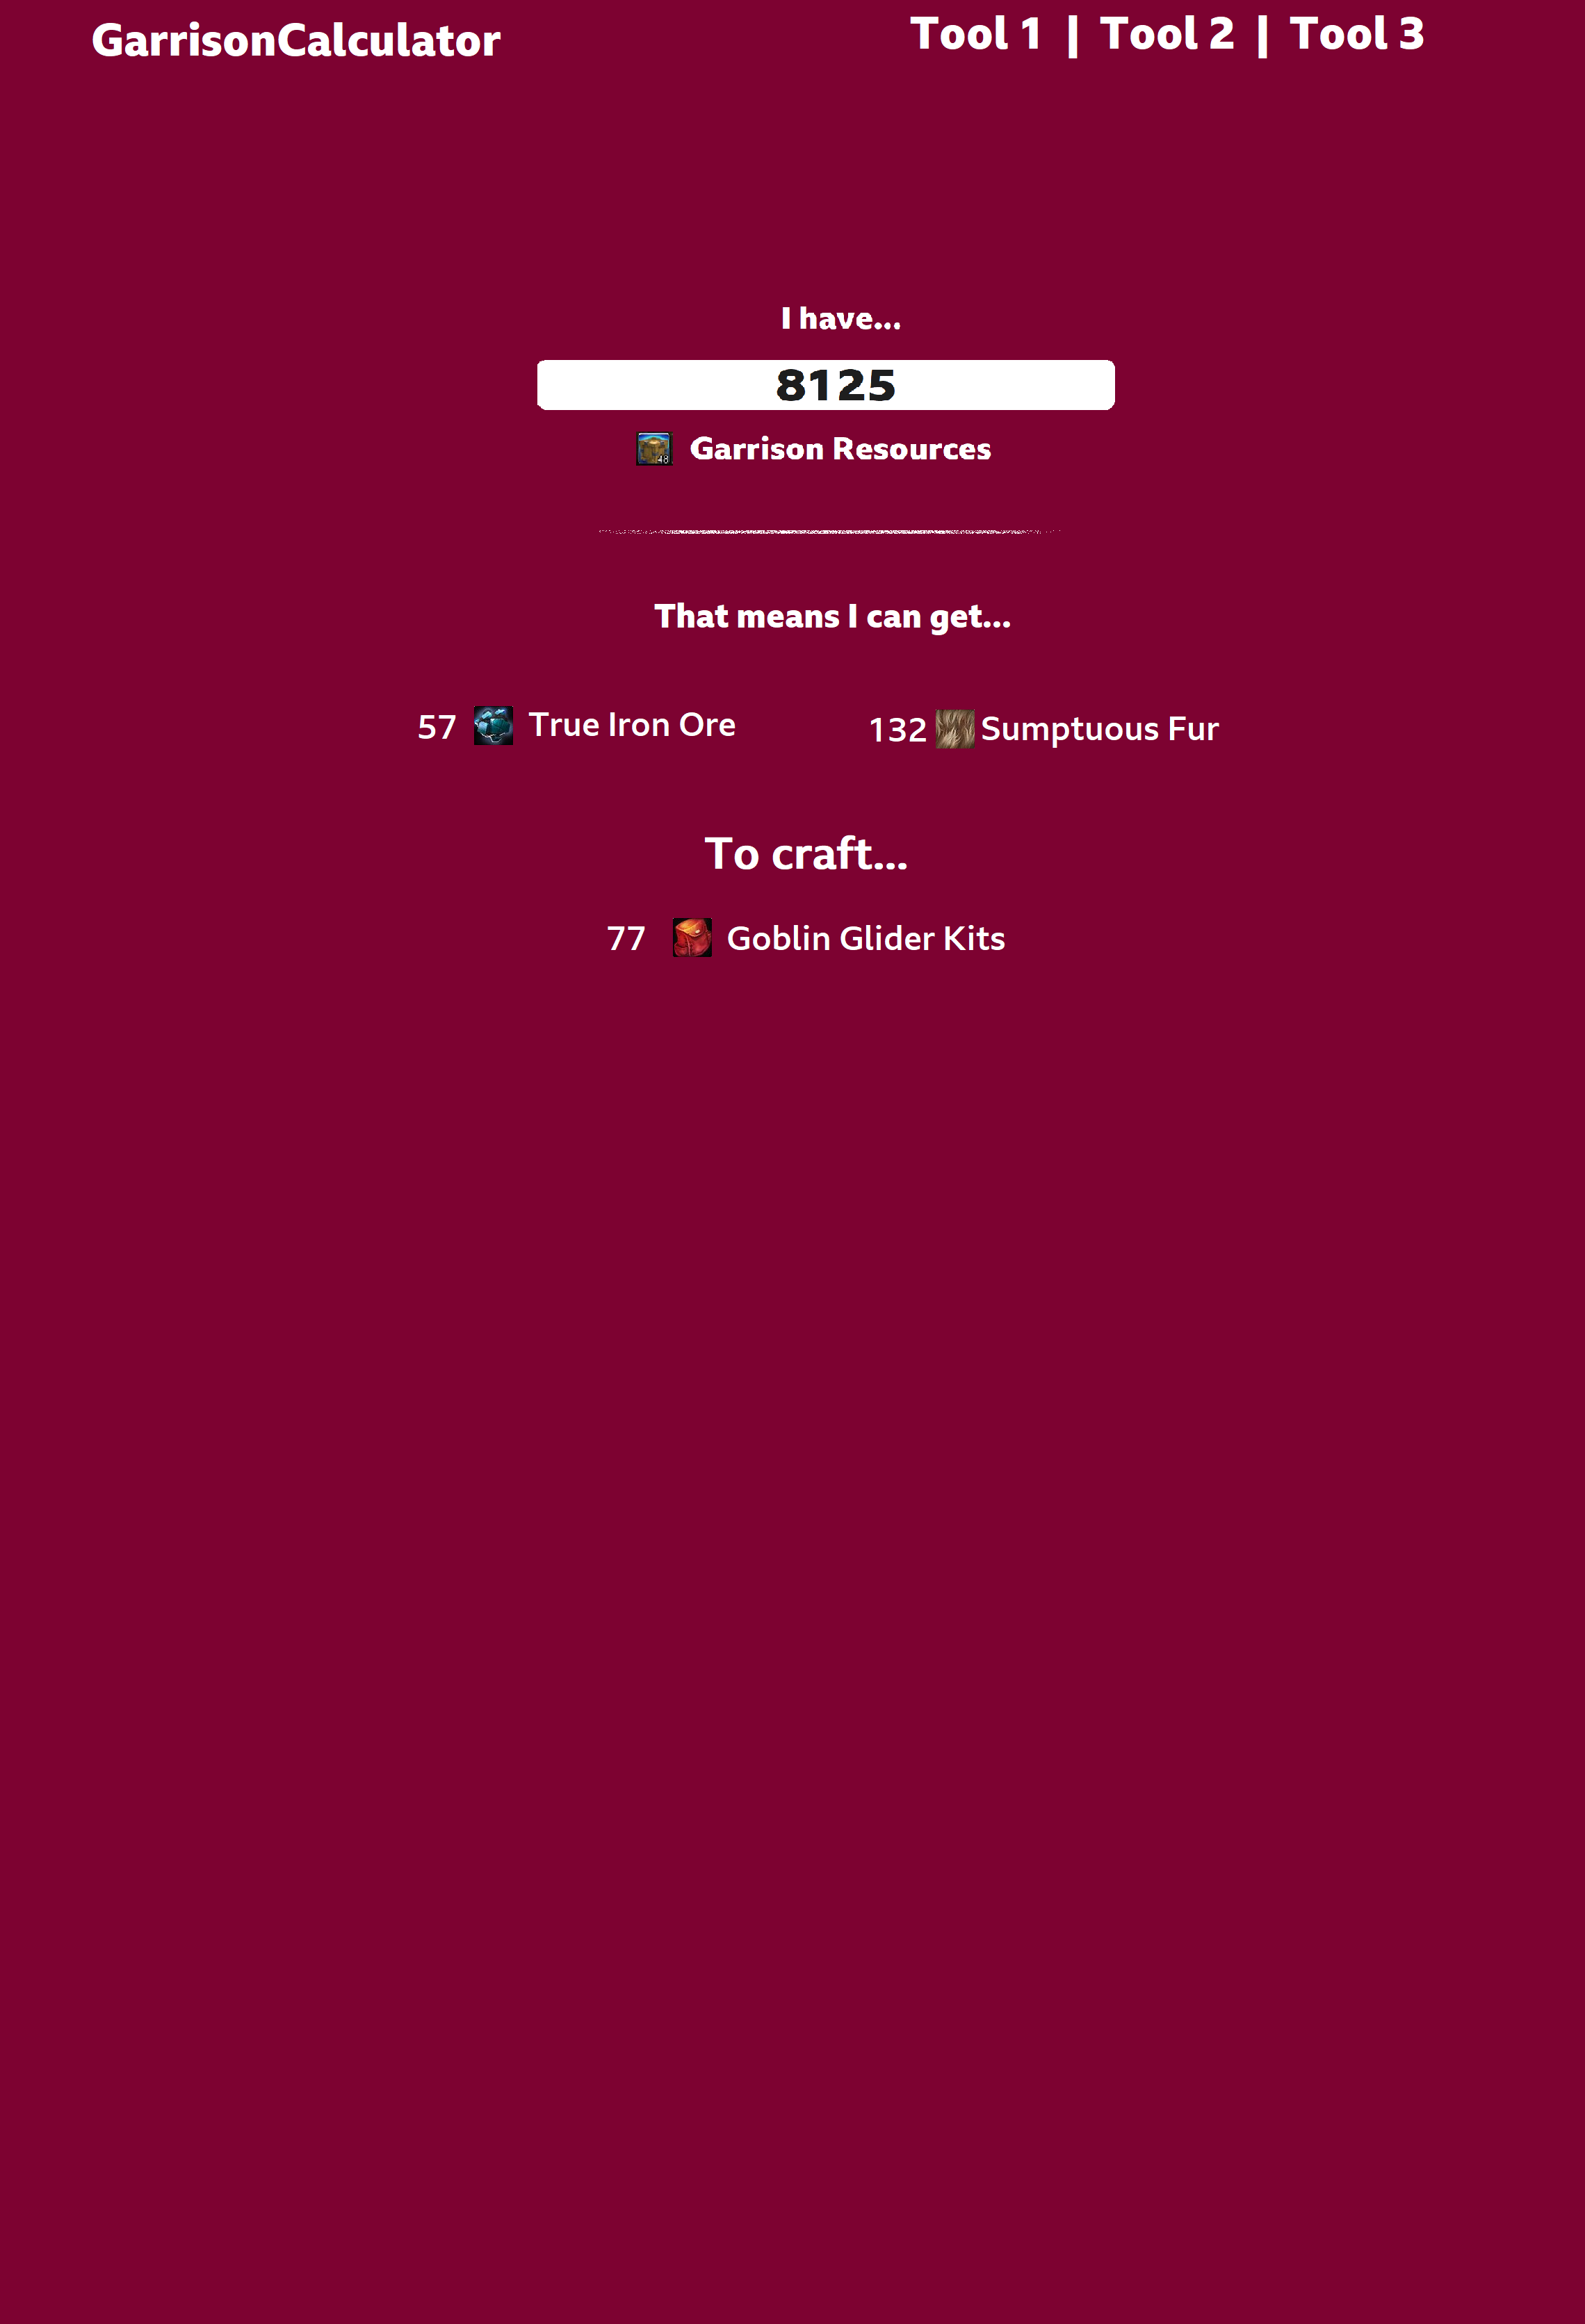 GarrisonCalculator
Tool 1 | Tool 2 | Tool 3
I have...
8125
48 Garrison Resources
That means I can get...
57 True Iron Ore
132 Sumptuous Fur
To craft...
77 Goblin Glider Kits